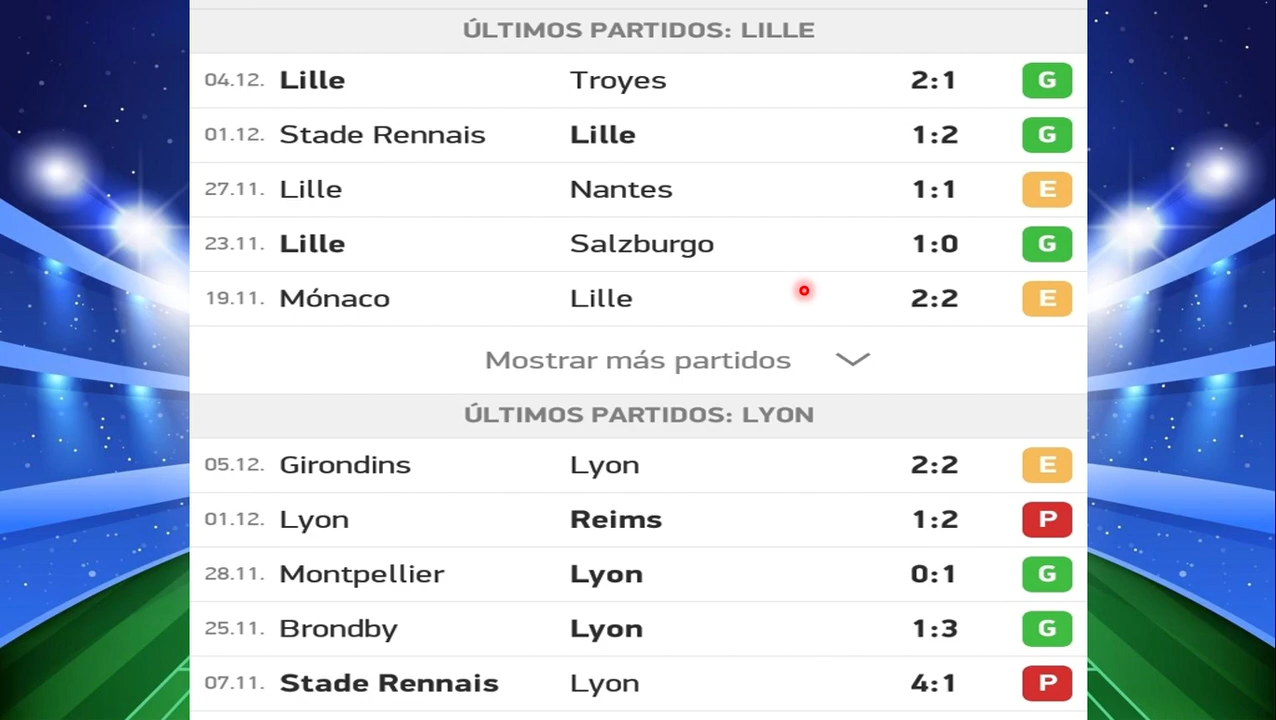 ÚLTIMOS PARTIDOS: LILLE
04.12. Lille Troyes 2:1 G
01.12. Stade Rennais Lille 1:2 G
27.11. Lille Nantes 1:1 E
23.11. Lille Salzburgo 1:0 G
19.11. Mónaco Lille 2:2 E
Mostrar más partidos
ÚLTIMOS PARTIDOS: LYON
05.12. Girondins Lyon 2:2 E
01.12. Lyon Reims 1:2 P
28.11. Montpellier Lyon 0:1 G
25.11. Brondby Lyon 1:3 G
07.11. Stade Rennais Lyon 4:1 P